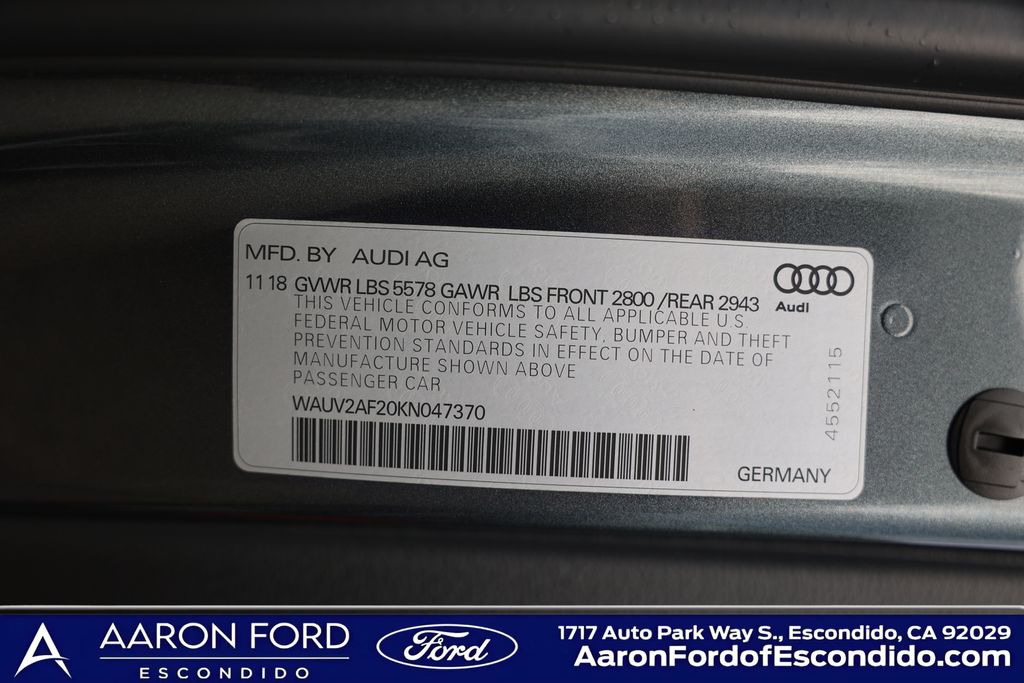 MFD. BY AUDI AG
11 18 GVWR LBS 5578 GAWR LBS FRONT 2800 /REAR 2943
THIS VEHICLE CONFORMS TO ALL APPLICABLE U.S.
FEDERAL MOTOR VEHICLE SAFETY, BUMPER AND THEFT
PREVENTION STANDARDS IN EFFECT ON THE DATE OF
MANUFACTURE SHOWN ABOVE
PASSENGER CAR
WAUV2AF20KN047370
Audi
4552115
GERMANY
AARON FORD
ESCONDIDO
Ford
1717 Auto Park Way S., Escondido, CA 92029
AaronFordofEscondido.com